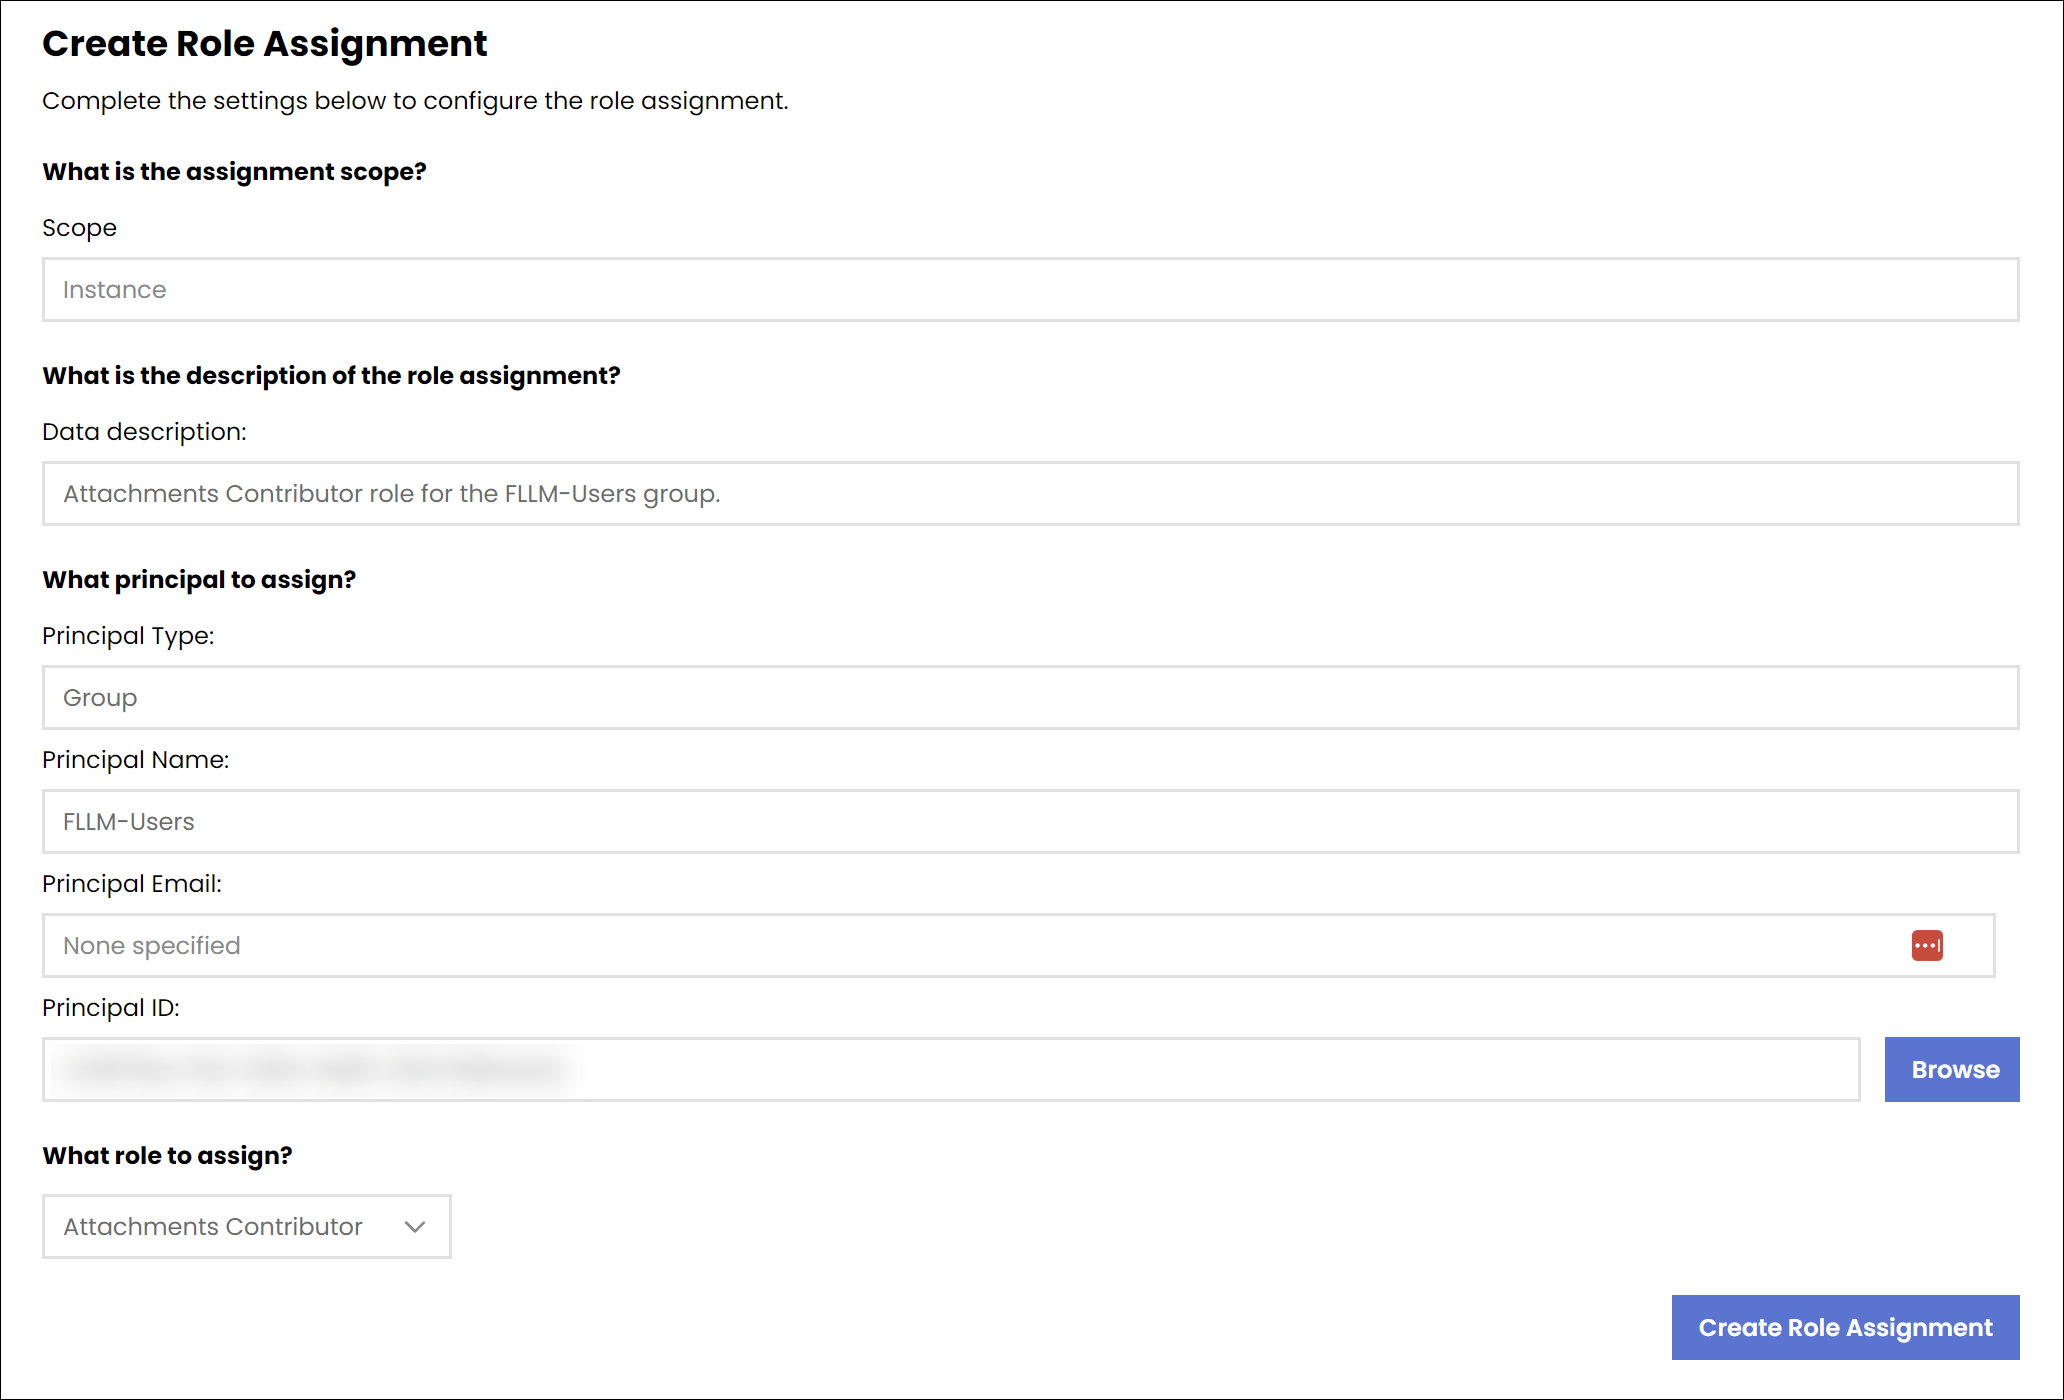 Create Role Assignment
Complete the settings below to configure the role assignment.
What is the assignment scope?
Scope
Instance
What is the description of the role assignment?
Data description:
Attachments Contributor role for the FLLM-Users group.
What principal to assign?
Principal Type:
Group
Principal Name:
FLLM-Users
Principal Email:
None specified
Principal ID:
Browse
What role to assign?
Attachments Contributor
Create Role Assignment